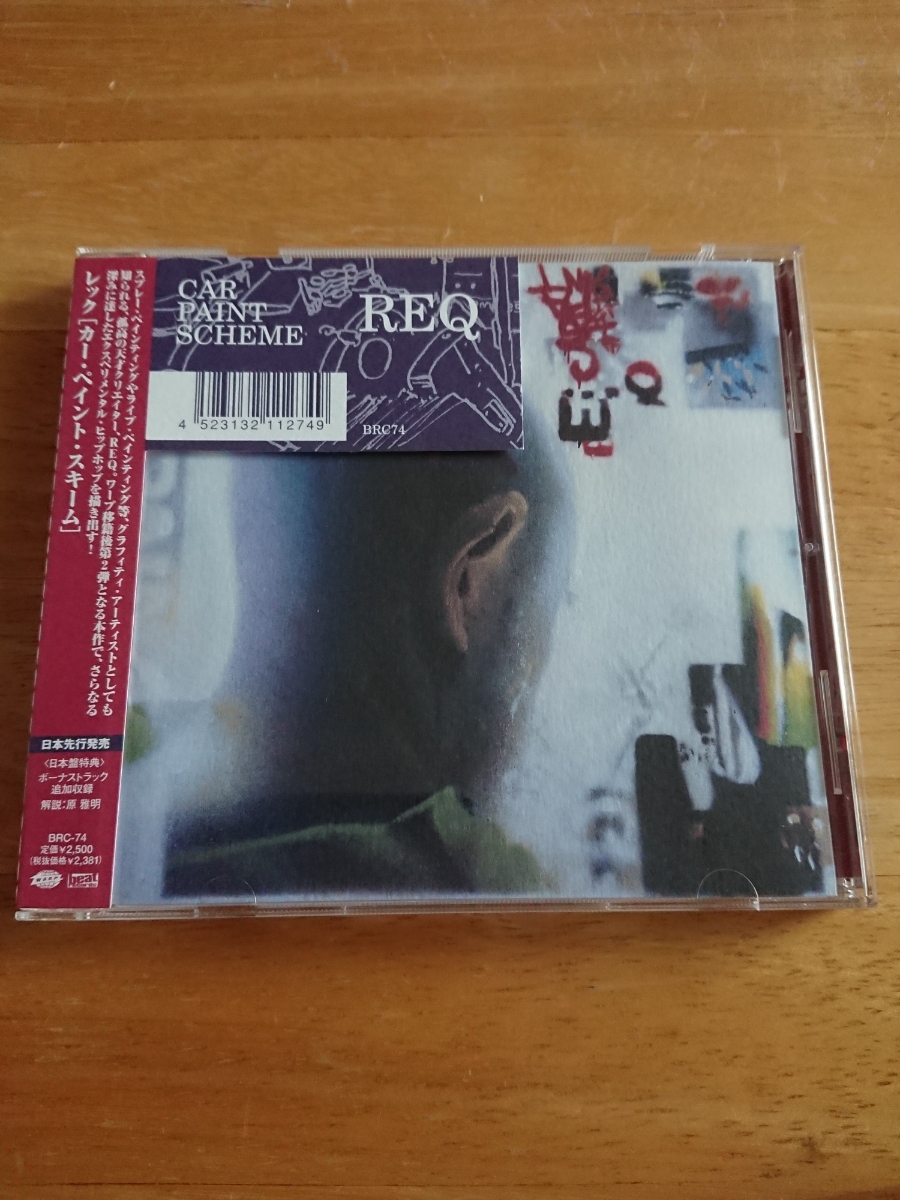 CAR
PAINT
SCHEME
REQ
4 523132 112749
BRC74
スプレー・ペインティングやライブ・ペインティング等、グラフィティ・アーティストとしても
知られる、孤高の天才クリエイター、REQ。ワープ移籍後第2弾となる本作で、さらなる
深みに達したエクスペリメンタル・ヒップホップを描き出す!
レック[カー・ペイント・スキーム]
日本先行発売
〈日本盤特典〉
ボーナストラック
追加収録
解説:原 雅明
BRC-74
定価¥2,500
(税抜価格¥2,381)
beat
E